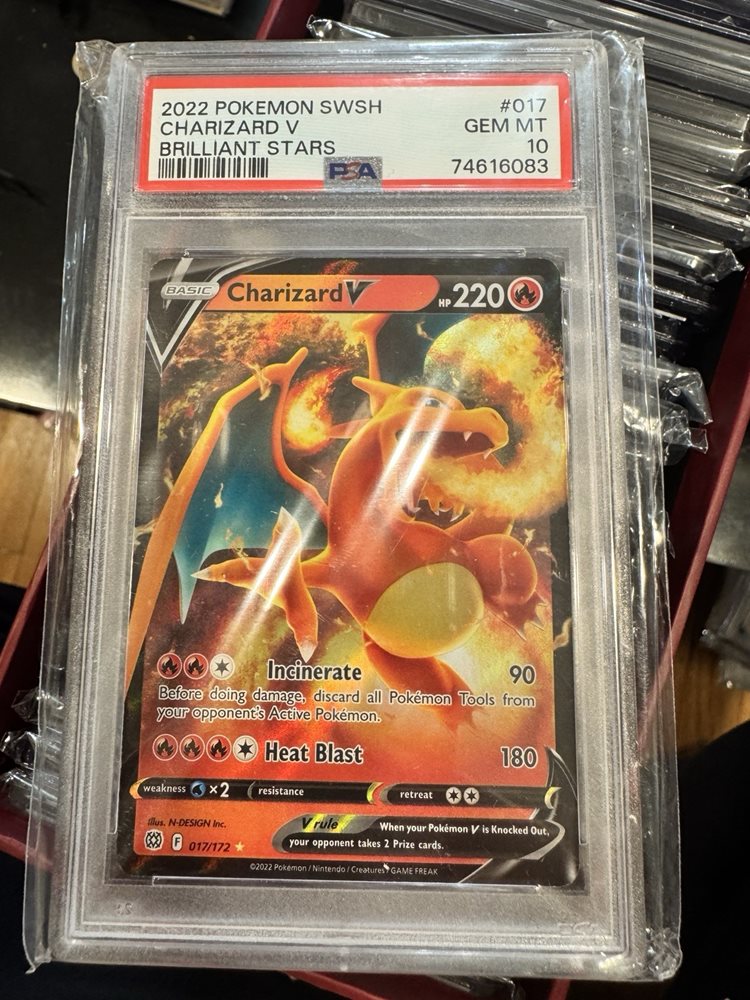 2022 POKEMON SWSH #017
CHARIZARD V GEM MT
BRILLIANT STARS 10
PSA 74616083
BASIC Charizard V HP 220
Incinerate 90
Before doing damage, discard all Pokémon Tools from
your opponent's Active Pokémon.
Heat Blast 180
weakness ×2 resistance retreat
Illus. N-DESIGN Inc.
V rule When your Pokémon V is Knocked Out,
your opponent takes 2 Prize cards.
F 017/172
©2022 Pokémon / Nintendo / Creatures / GAME FREAK